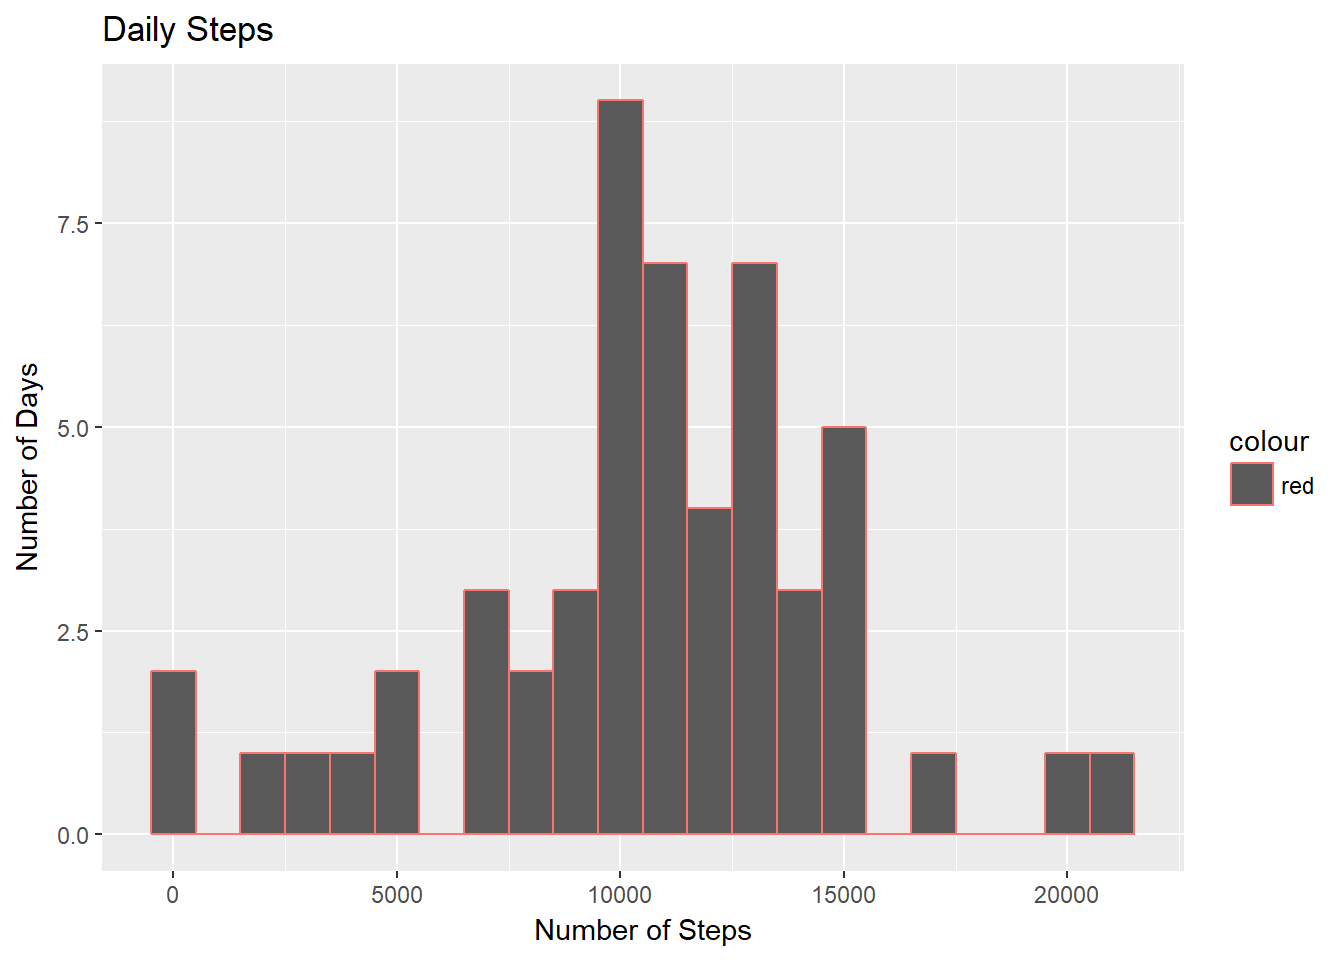 Daily Steps
Number of Days
7.5
5.0
2.5
0.0
0 5000 10000 15000 20000
Number of Steps
colour
red